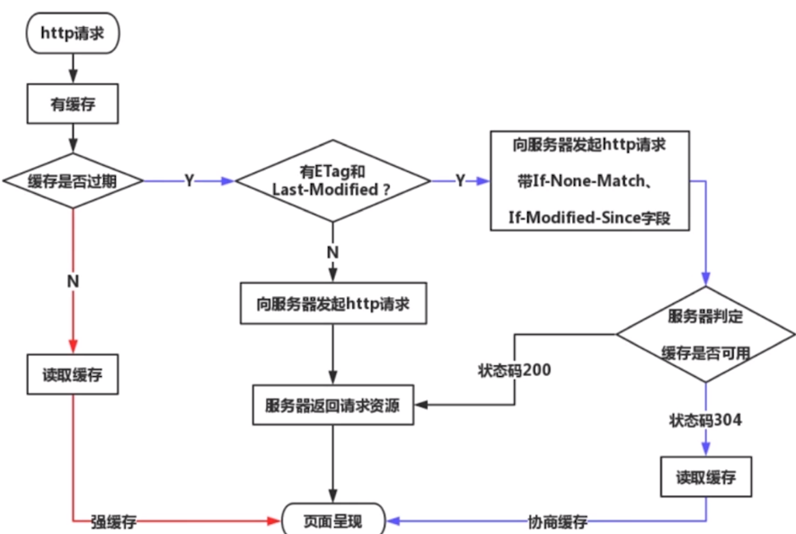 http请求
有缓存
缓存是否过期
Y
有ETag和
Last-Modified？
Y
向服务器发起http请求
带If-None-Match、
If-Modified-Since字段
N
N
向服务器发起http请求
服务器判定
缓存是否可用
读取缓存
状态码200
服务器返回请求资源
状态码304
读取缓存
强缓存
页面呈现
协商缓存